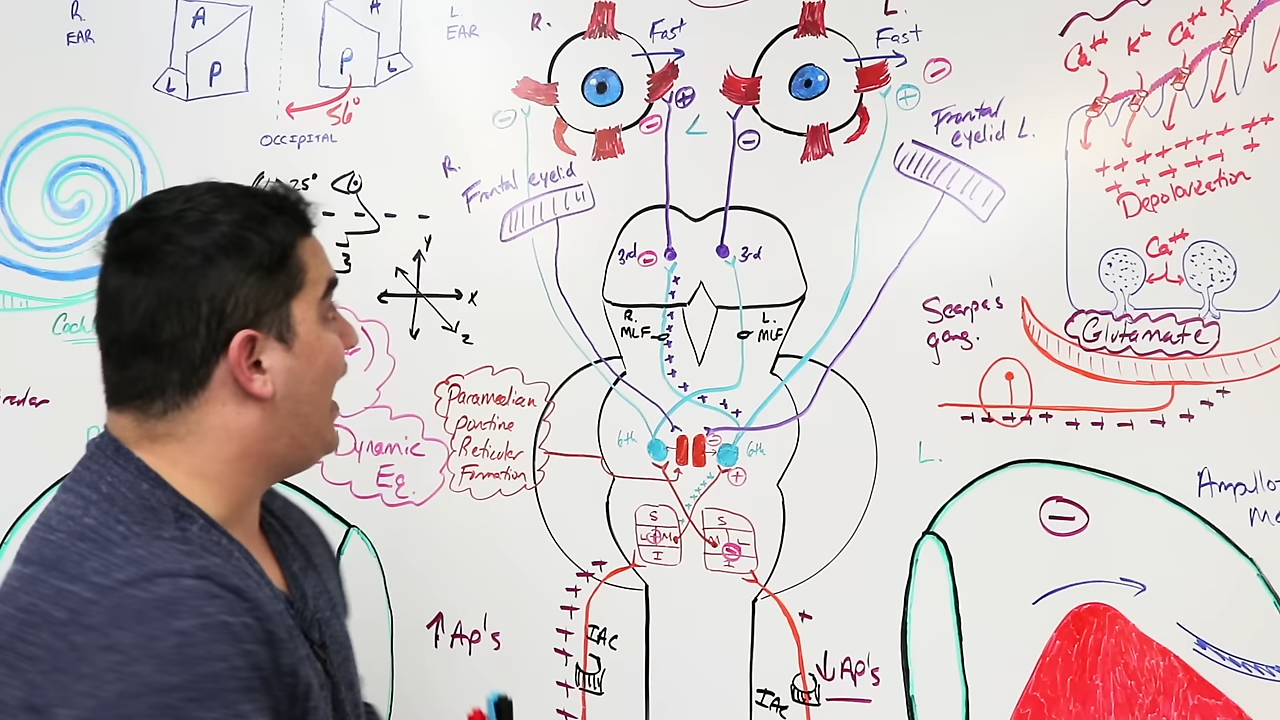 R.
EAR
A
P
L
A
P
L
L.
EAR
56°
OCCIPITAL
25°
Y
X
Z
R.
L.
Fast
Fast
R.
Frontal eyelid
Frontal
eyelid L.
3rd
3rd
R.
MLF
L.
MLF
6th
6th
Paramedian
Pontine
Reticular
Formation
Dynamic
Eq.
S
L
M
I
S
M
L
I
↑Ap's
IAC
IAC
↓Ap's
Ca++
K+
Ca++
K
Depolarization
Ca++
Glutamate
Scarpa's
gang.
L.